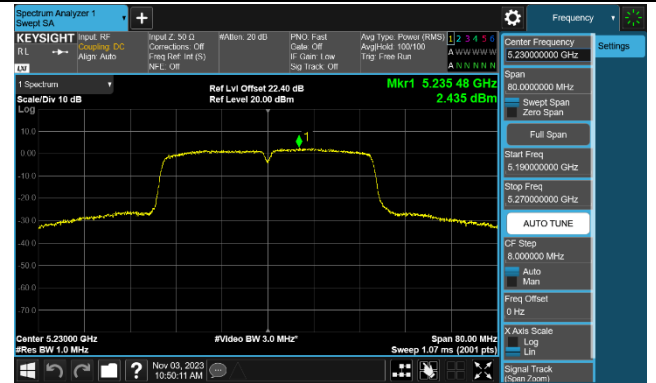 Spectrum Analyzer 1
Swept SA
Frequency
KEYSIGHT
RL
LXI
Input: RF
Coupling: DC
Align: Auto
Input Z: 50 Ω
Corrections: Off
Freq Ref: Int (S)
NFE: Off
#Atten: 20 dB
PNO: Fast
Gate: Off
IF Gain: Low
Sig Track: Off
Avg Type: Power (RMS)
Avg|Hold: 100/100
Trig: Free Run
1 2 3 4 5 6
A W W W W W
A N N N N N
Center Frequency
5.230000000 GHz
Settings
Span
80.0000000 MHz
Swept Span
Zero Span
Full Span
Start Freq
5.190000000 GHz
Stop Freq
5.270000000 GHz
AUTO TUNE
CF Step
8.000000 MHz
Auto
Man
Freq Offset
0 Hz
X Axis Scale
Log
Lin
Signal Track
(Span Zoom)
1 Spectrum
Scale/Div 10 dB
Log
Ref Lvl Offset 22.40 dB
Ref Level 20.00 dBm
Mkr1 5.235 48 GHz
2.435 dBm
1
10.0
0.00
-10.0
-20.0
-30.0
-40.0
-50.0
-60.0
-70.0
Center 5.23000 GHz
#Res BW 1.0 MHz
#Video BW 3.0 MHz*
Span 80.00 MHz
Sweep 1.07 ms (2001 pts)
?
Nov 03, 2023
10:50:11 AM